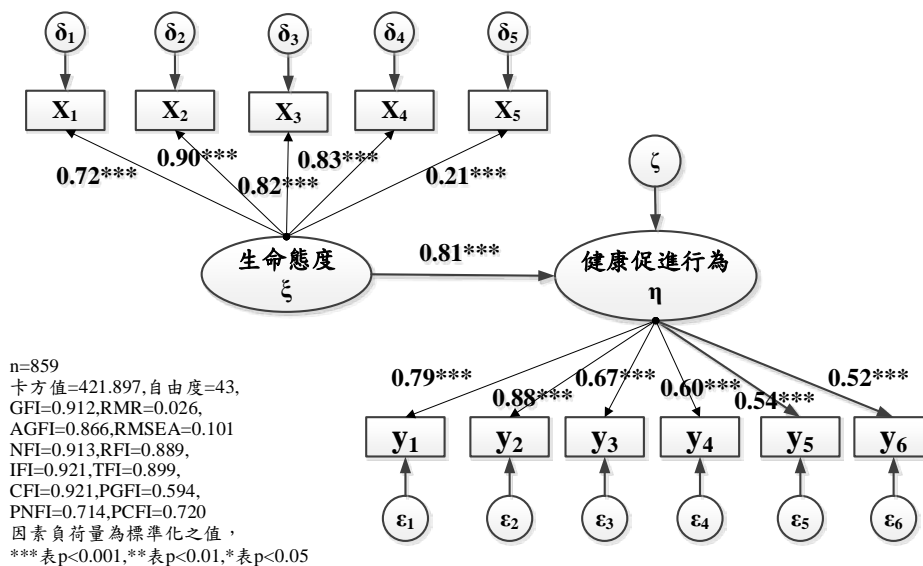 δ₁ δ₂ δ₃ δ₄ δ₅
X₁ X₂ X₃ X₄ X₅
0.72*** 0.90*** 0.82*** 0.83*** 0.21***
ζ
生命態度
ξ
0.81***
健康促進行為
η
0.79*** 0.88*** 0.67*** 0.60*** 0.54*** 0.52***
y₁ y₂ y₃ y₄ y₅ y₆
ε₁ ε₂ ε₃ ε₄ ε₅ ε₆
n=859
卡方值=421.897,自由度=43,
GFI=0.912,RMR=0.026,
AGFI=0.866,RMSEA=0.101
NFI=0.913,RFI=0.889,
IFI=0.921,TFI=0.899,
CFI=0.921,PGFI=0.594,
PNFI=0.714,PCFI=0.720
因素負荷量為標準化之值，
***表p<0.001,**表p<0.01,*表p<0.05